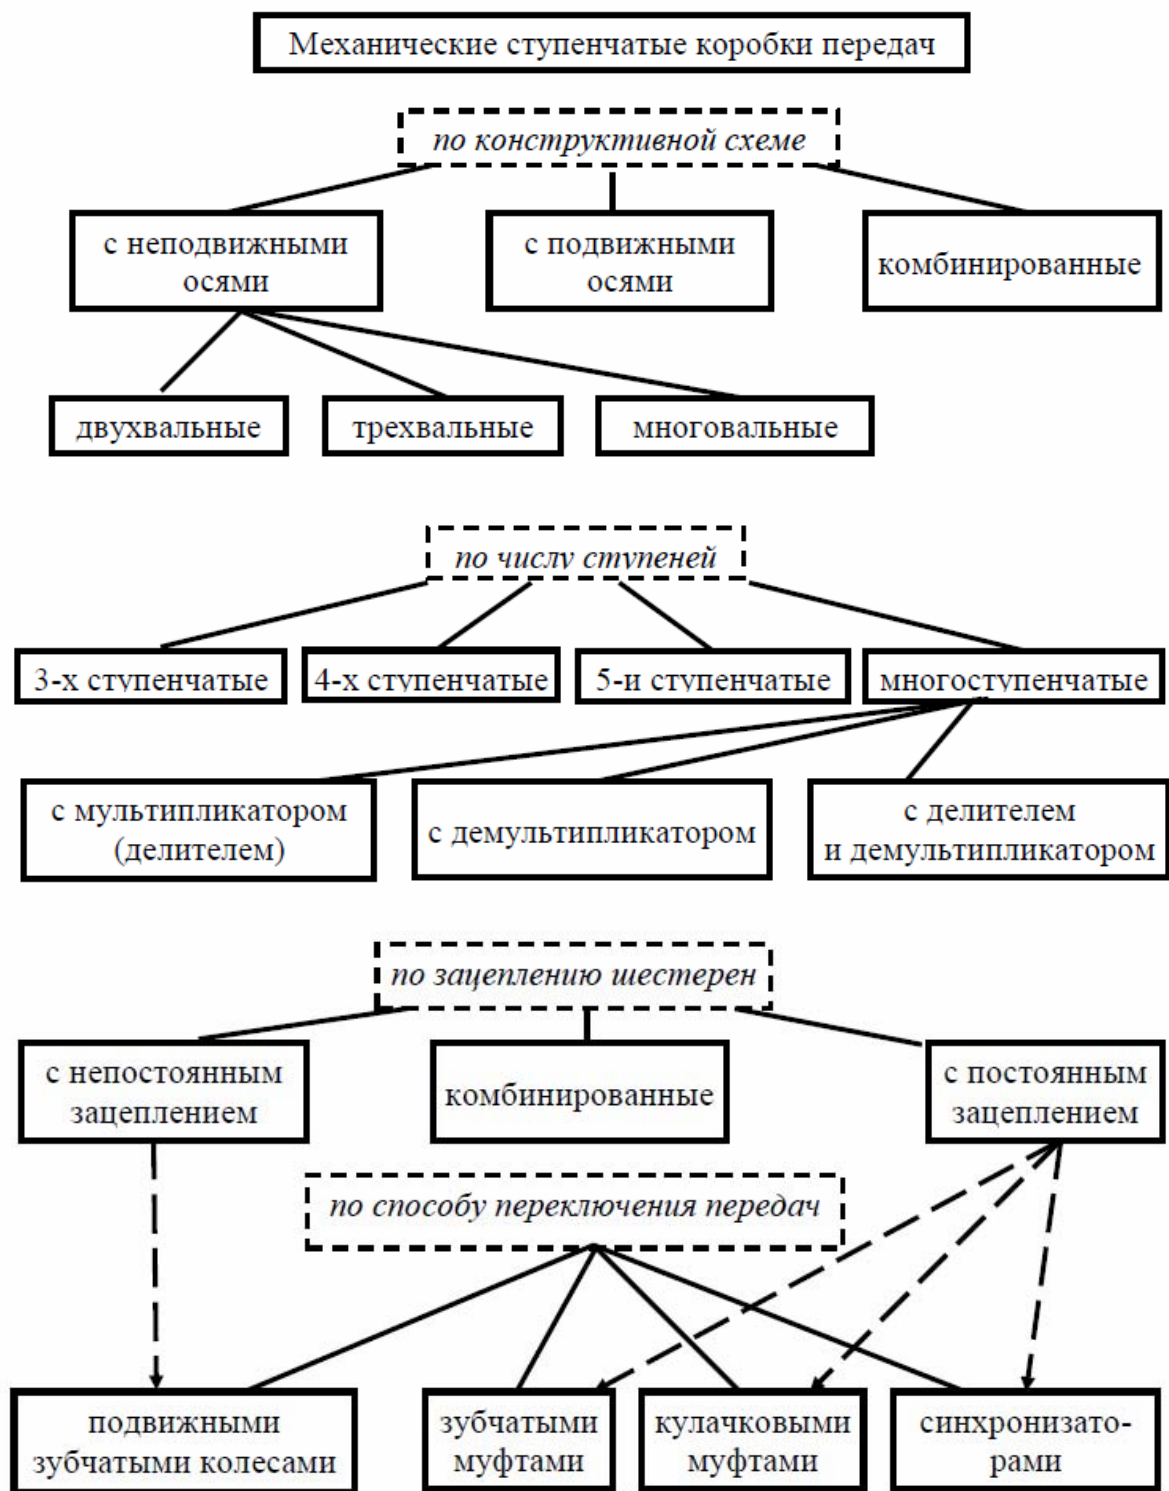 Механические ступенчатые коробки передач
по конструктивной схеме
с неподвижными
осями
с подвижными
осями
комбинированные
двухвальные
трехвальные
многовальные
по числу ступеней
3-х ступенчатые
4-х ступенчатые
5-и ступенчатые
многоступенчатые
с мультипликатором
(делителем)
с демультипликатором
с делителем
и демультипликатором
по зацеплению шестерен
с непостоянным
зацеплением
комбинированные
с постоянным
зацеплением
по способу переключения передач
подвижными
зубчатыми колесами
зубчатыми
муфтами
кулачковыми
муфтами
синхронизато-
рами